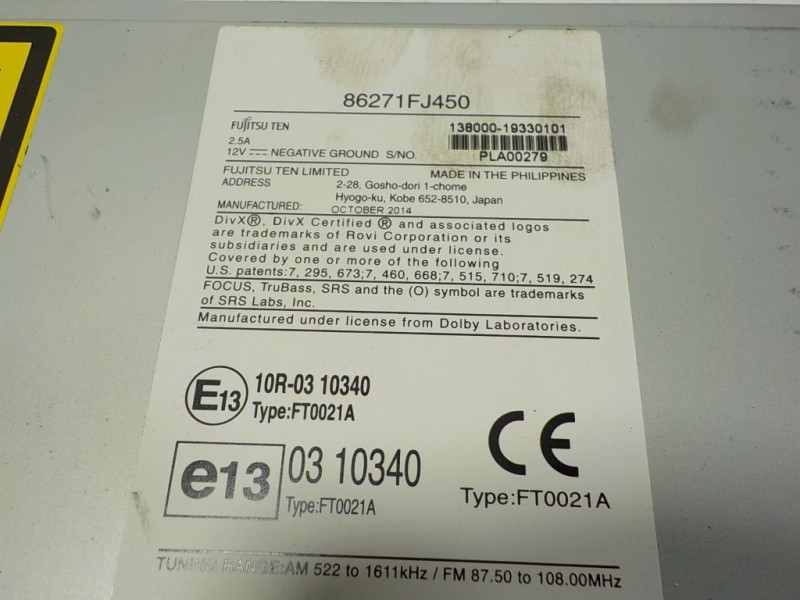 86271FJ450
FUJITSU TEN
138000-19330101
2.5A
12V NEGATIVE GROUND S/NO. PLA00279
FUJITSU TEN LIMITED MADE IN THE PHILIPPINES
ADDRESS 2-28, Gosho-dori 1-chome
Hyogo-ku, Kobe 652-8510, Japan
MANUFACTURED: OCTOBER 2014
DivX®, DivX Certified ® and associated logos
are trademarks of Rovi Corporation or its
subsidiaries and are used under license.
Covered by one or more of the following
U.S. patents:7, 295, 673;7, 460, 668;7, 515, 710;7, 519, 274
FOCUS, TruBass, SRS and the (O) symbol are trademarks
of SRS Labs, Inc.
Manufactured under license from Dolby Laboratories.
E13 10R-03 10340
Type:FT0021A
e13 03 10340
Type:FT0021A
CE
Type:FT0021A
TUNING RANGE:AM 522 to 1611kHz / FM 87.50 to 108.00MHz